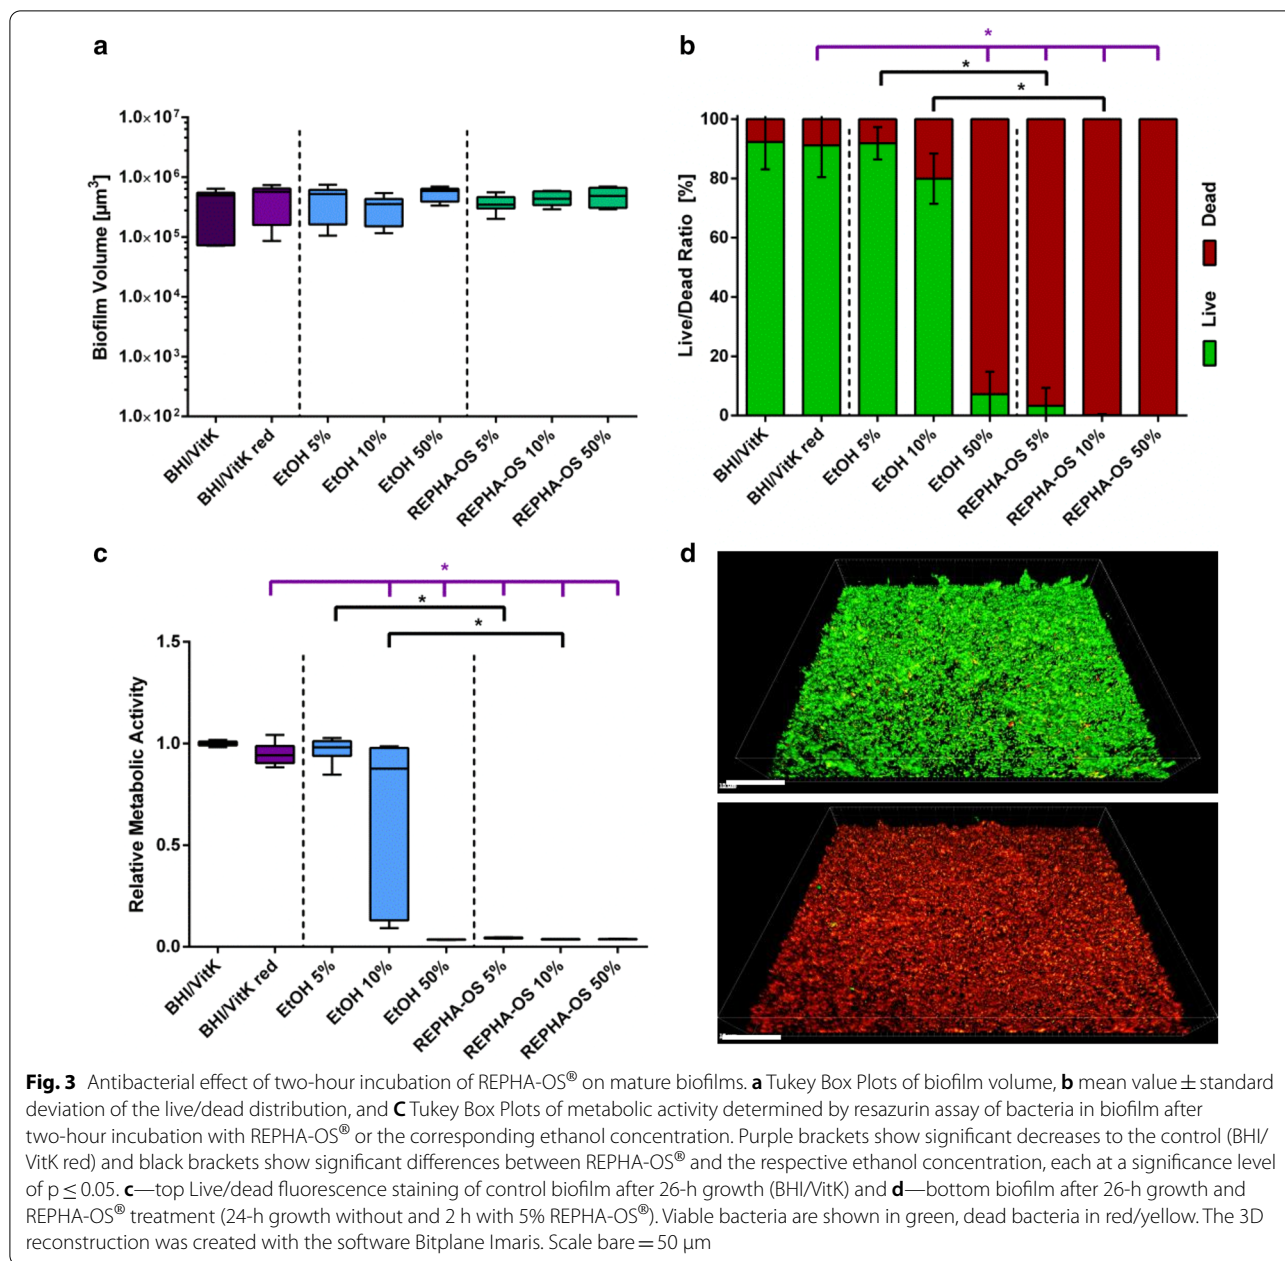 a
Biofilm Volume [µm³]
1.0×10⁷
1.0×10⁶
1.0×10⁵
1.0×10⁴
1.0×10³
1.0×10²
BHI/VitK
BHI/VitK red
EtOH 5%
EtOH 10%
EtOH 50%
REPHA-OS 5%
REPHA-OS 10%
REPHA-OS 50%
b
*
*
*
Live/Dead Ratio [%]
100
80
60
40
20
0
BHI/VitK
BHI/VitK red
EtOH 5%
EtOH 10%
EtOH 50%
REPHA-OS 5%
REPHA-OS 10%
REPHA-OS 50%
Live
Dead
c
*
*
*
Relative Metabolic Activity
1.5
1.0
0.5
0.0
BHI/VitK
BHI/VitK red
EtOH 5%
EtOH 10%
EtOH 50%
REPHA-OS 5%
REPHA-OS 10%
REPHA-OS 50%
d
Fig. 3 Antibacterial effect of two-hour incubation of REPHA-OS® on mature biofilms. a Tukey Box Plots of biofilm volume, b mean value ± standard
deviation of the live/dead distribution, and C Tukey Box Plots of metabolic activity determined by resazurin assay of bacteria in biofilm after
two-hour incubation with REPHA-OS® or the corresponding ethanol concentration. Purple brackets show significant decreases to the control (BHI/
VitK red) and black brackets show significant differences between REPHA-OS® and the respective ethanol concentration, each at a significance level
of p ≤ 0.05. c—top Live/dead fluorescence staining of control biofilm after 26-h growth (BHI/VitK) and d—bottom biofilm after 26-h growth and
REPHA-OS® treatment (24-h growth without and 2 h with 5% REPHA-OS®). Viable bacteria are shown in green, dead bacteria in red/yellow. The 3D
reconstruction was created with the software Bitplane Imaris. Scale bare = 50 µm